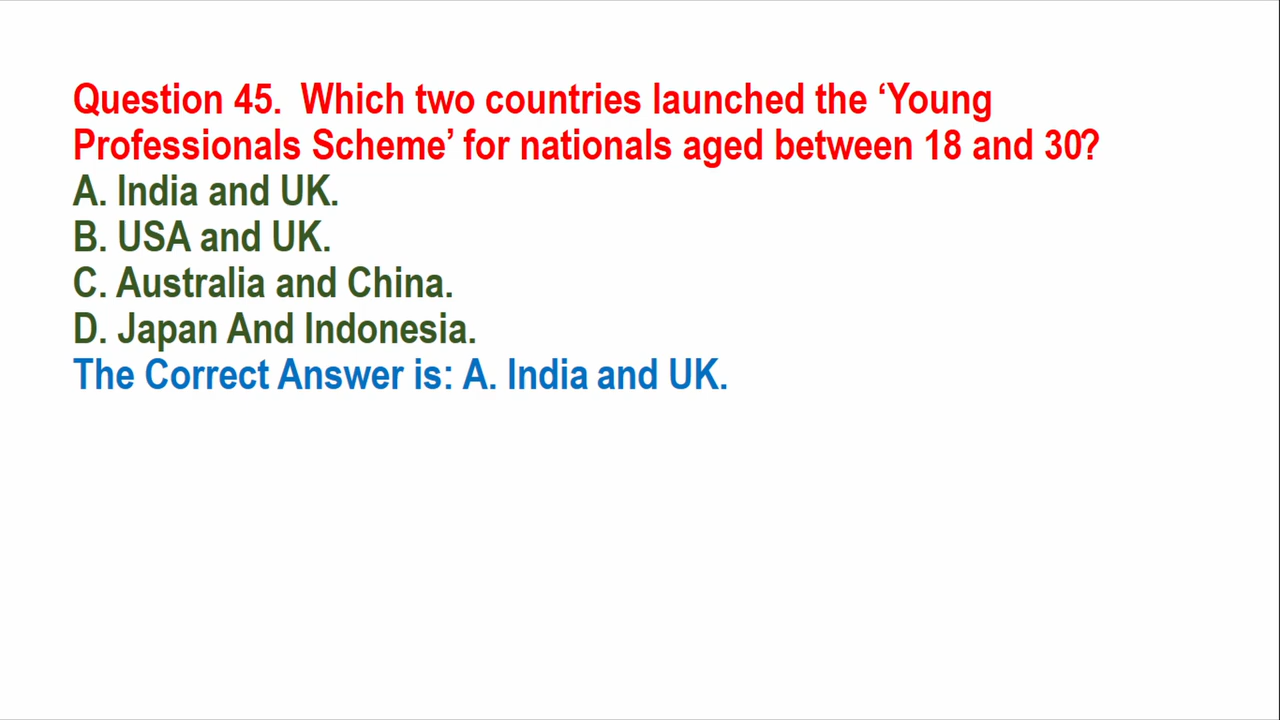 Question 45.  Which two countries launched the ‘Young
Professionals Scheme’ for nationals aged between 18 and 30?
A. India and UK.
B. USA and UK.
C. Australia and China.
D. Japan And Indonesia.
The Correct Answer is: A. India and UK.